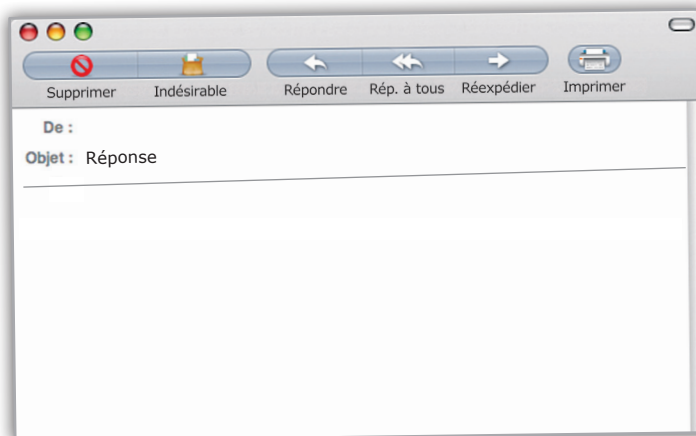 Supprimer Indésirable Répondre Rép. à tous Réexpédier Imprimer
De :
Objet : Réponse